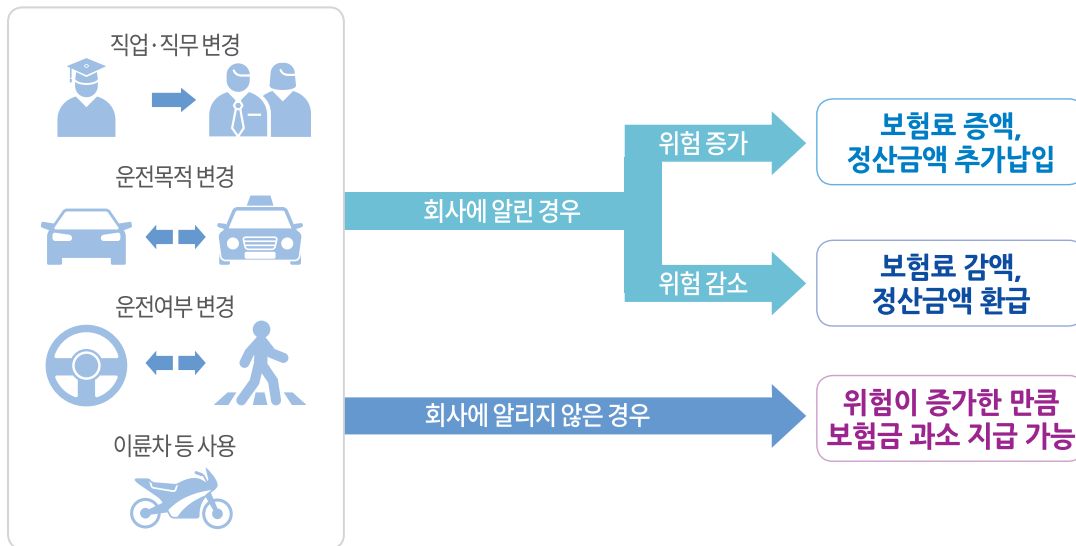 직업·직무 변경
운전목적 변경
운전여부 변경
이륜차 등 사용
회사에 알린 경우
위험 증가
보험료 증액,
정산금액 추가납입
위험 감소
보험료 감액,
정산금액 환급
회사에 알리지 않은 경우
위험이 증가한 만큼
보험금 과소 지급 가능